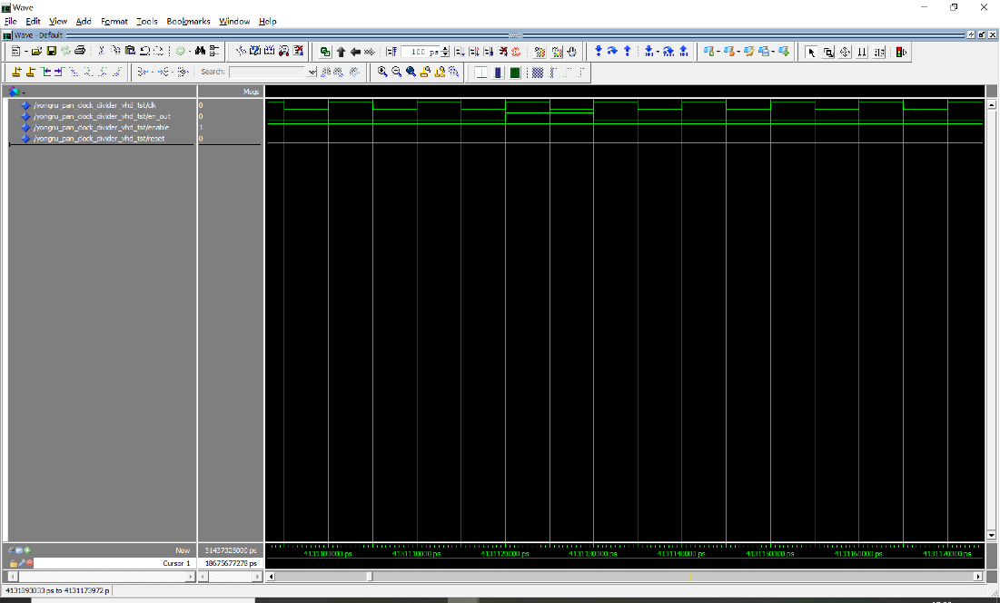 Wave
File Edit View Add Format Tools Bookmarks Window Help
Wave - Default
100 ps
Search:
Msgs
/yongru_pan_clock_divider_vhd_tst/clk 0
/yongru_pan_clock_divider_vhd_tst/en_out 0
/yongru_pan_clock_divider_vhd_tst/enable 1
/yongru_pan_clock_divider_vhd_tst/reset 0
Now 31437325000 ps 4131100000 ps 4131110000 ps 4131120000 ps 4131130000 ps 4131140000 ps 4131150000 ps 4131160000 ps 4131170000 ps
Cursor 1 18675677278 ps
4131093033 ps to 4131173972 p